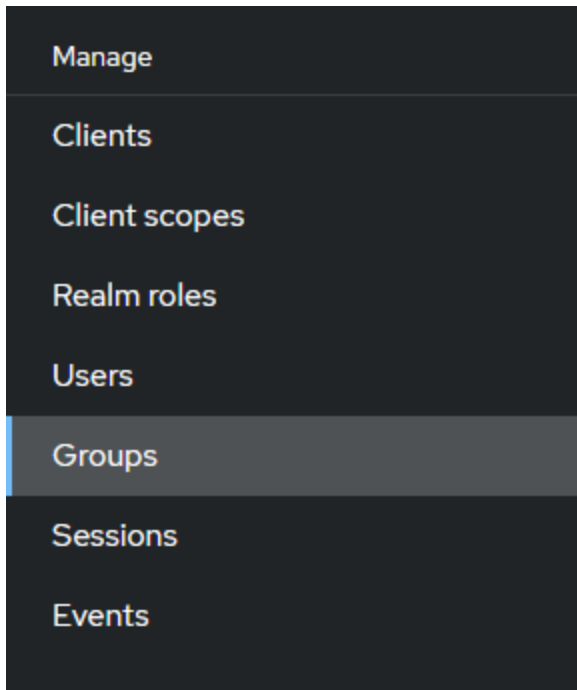 Manage
Clients
Client scopes
Realm roles
Users
Groups
Sessions
Events